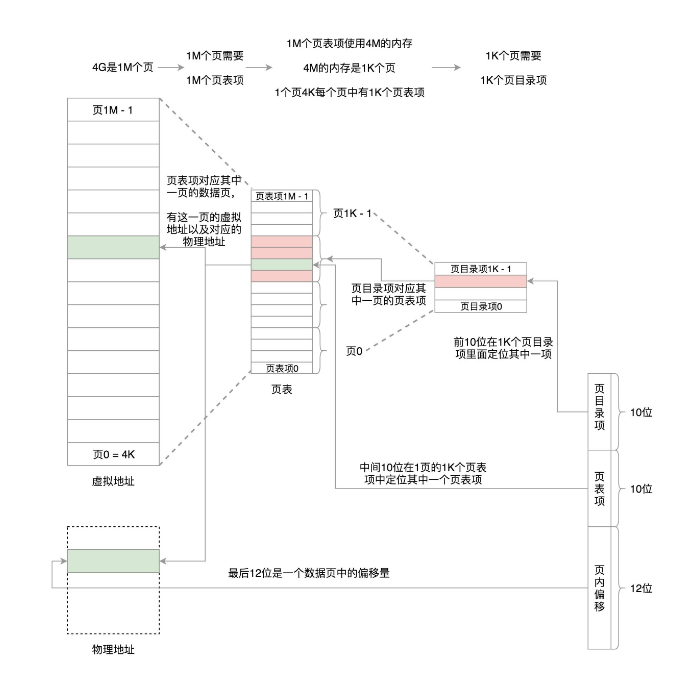 4G是1M个页
1M个页需要
1M个页表项
1M个页表项使用4M的内存
4M的内存是1K个页
1个页4K每个页中有1K个页表项
1K个页需要
1K个页目录项
页1M - 1
页表项对应其中
一页的数据页，
有这一页的虚拟
地址以及对应的
物理地址
页表项1M - 1
页1K - 1
页目录项1K - 1
页目录项对应其
中一页的页表项
页目录项0
前10位在1K个页目录
项里面定位其中一项
页0
页表项0
页表
页目录项
10位
页0 = 4K
虚拟地址
中间10位在1页的1K个页表
项中定位其中一个页表项
页表项
10位
最后12位是一个数据页中的偏移量
页内偏移
12位
物理地址